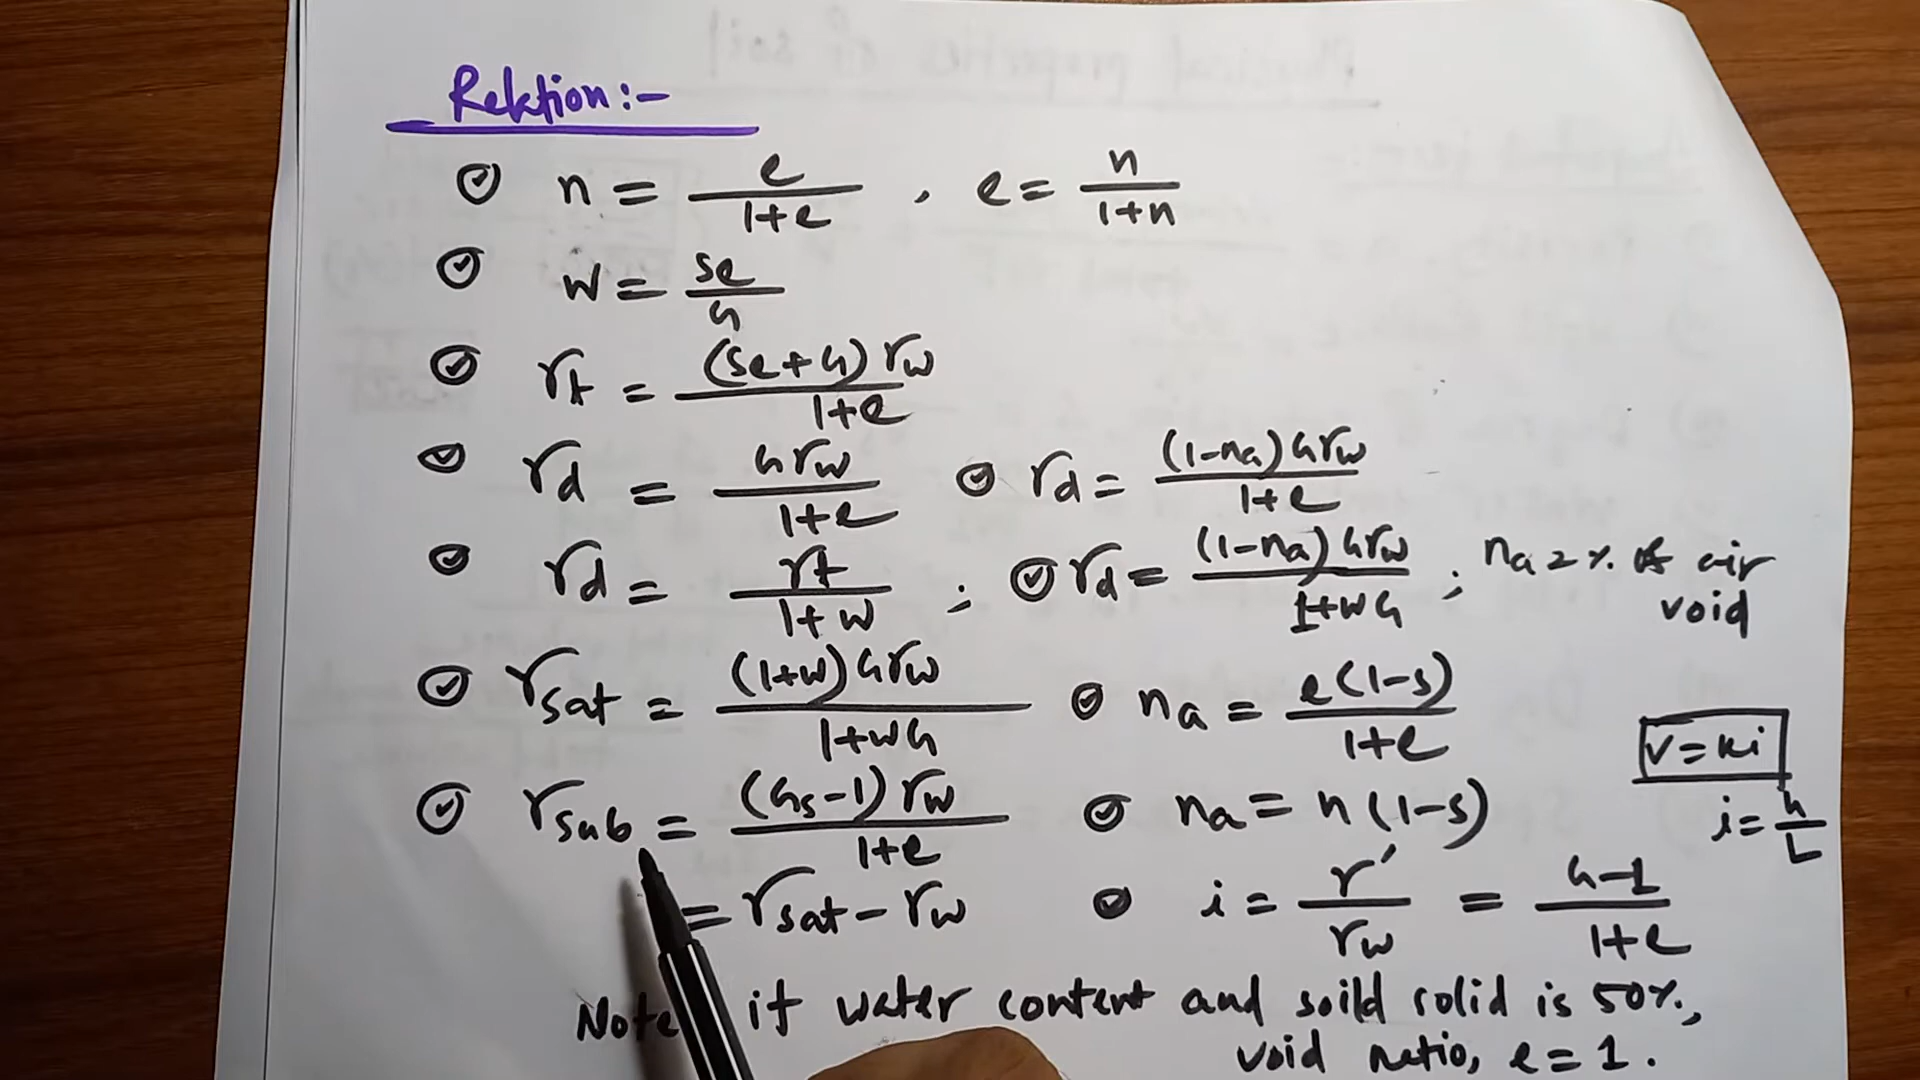 Relation :-
n = e/(1+e) , e = n/(1+n)
w = se/G
γt = (se+G)γw/(1+e)
γd = Gγw/(1+e) γd = (1-na)Gγw/(1+e)
γd = γt/(1+w) ; γd = (1-na)Gγw/(1+wG) ; na = % of air
void
γsat = (1+w)Gγw/(1+wG) na = e(1-s)/(1+e)
v = ki
γsub = (Gs-1)γw/(1+e) na = n(1-s)
i = h/L
= γsat - γw i = γ'/γw = (G-1)/(1+e)
Note if water content and soild solid is 50%,
void ratio, e = 1.